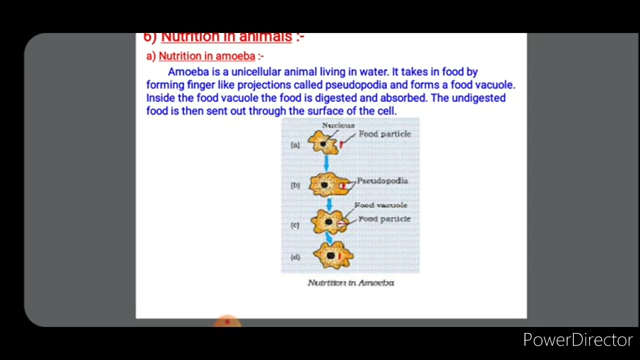 6) Nutrition in animals :-
a) Nutrition in amoeba :-
Amoeba is a unicellular animal living in water. It takes in food by
forming finger like projections called pseudopodia and forms a food vacuole.
Inside the food vacuole the food is digested and absorbed. The undigested
food is then sent out through the surface of the cell.
Nucleus
Food particle
(a)
Pseudopodia
(b)
Food vacuole
Food particle
(c)
(d)
Nutrition in Amoeba
PowerDirector